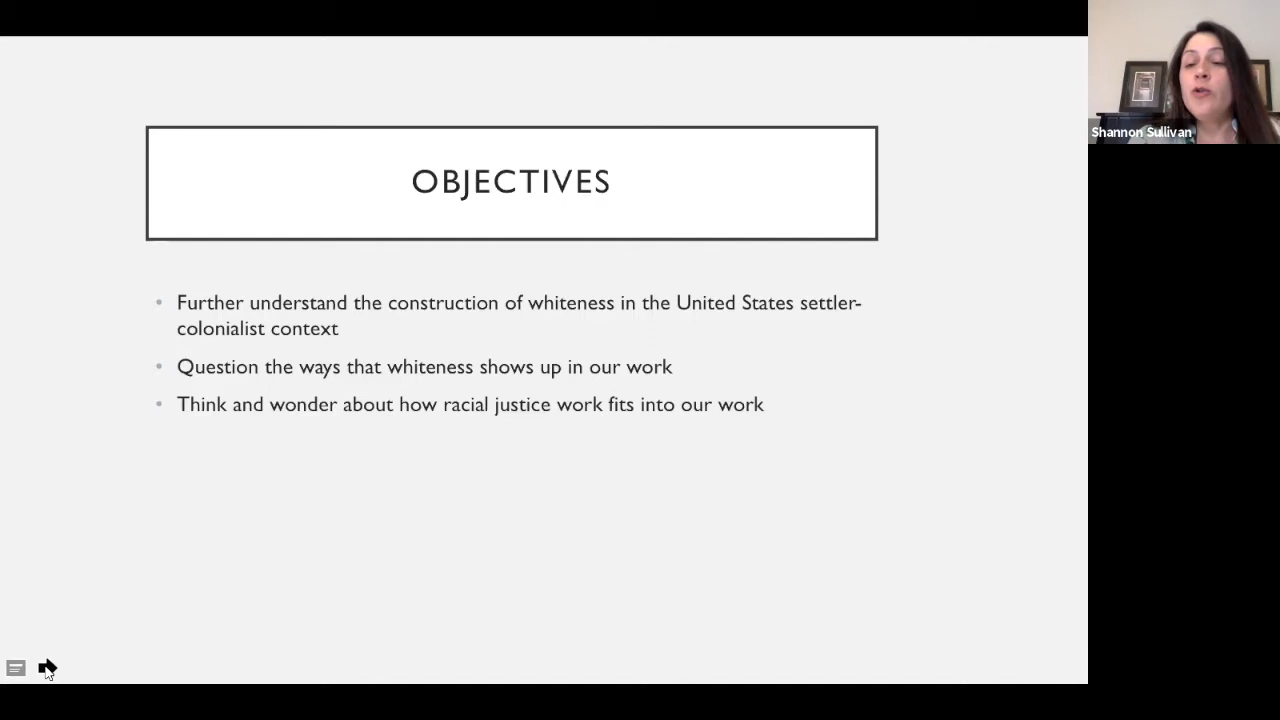 OBJECTIVES
• Further understand the construction of whiteness in the United States settler-
colonialist context
• Question the ways that whiteness shows up in our work
• Think and wonder about how racial justice work fits into our work
Shannon Sullivan